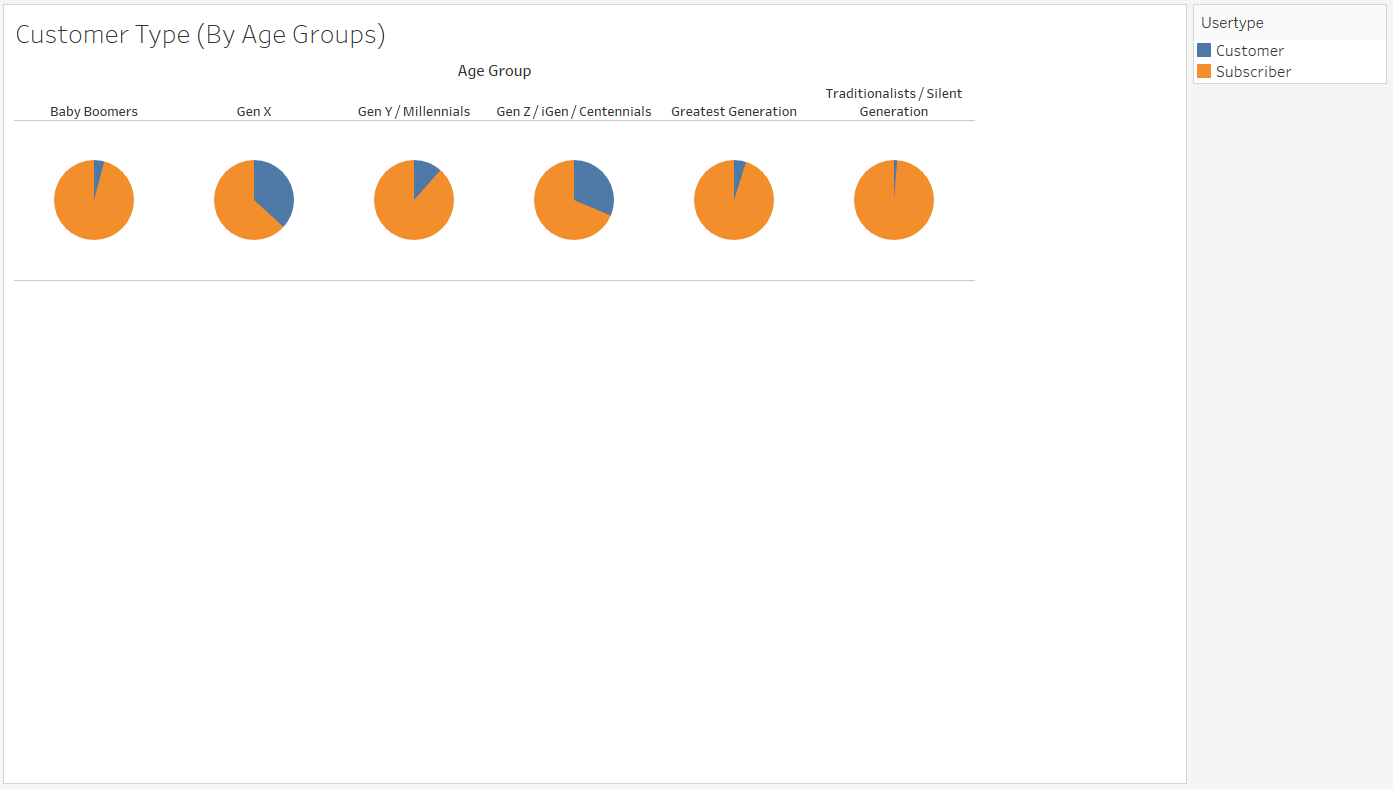 Customer Type (By Age Groups)
Age Group
Baby Boomers
Gen X
Gen Y / Millennials
Gen Z / iGen / Centennials
Greatest Generation
Traditionalists / Silent
Generation
Usertype
Customer
Subscriber